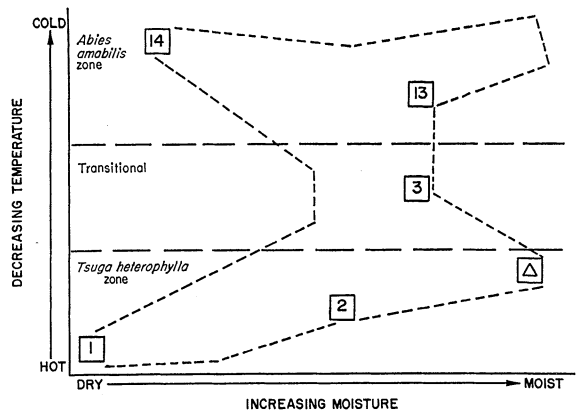 COLD
Abies
amabilis
zone
14
13
DECREASING TEMPERATURE
Transitional
3
Tsuga heterophylla
zone
△
2
1
HOT
DRY
MOIST
INCREASING MOISTURE